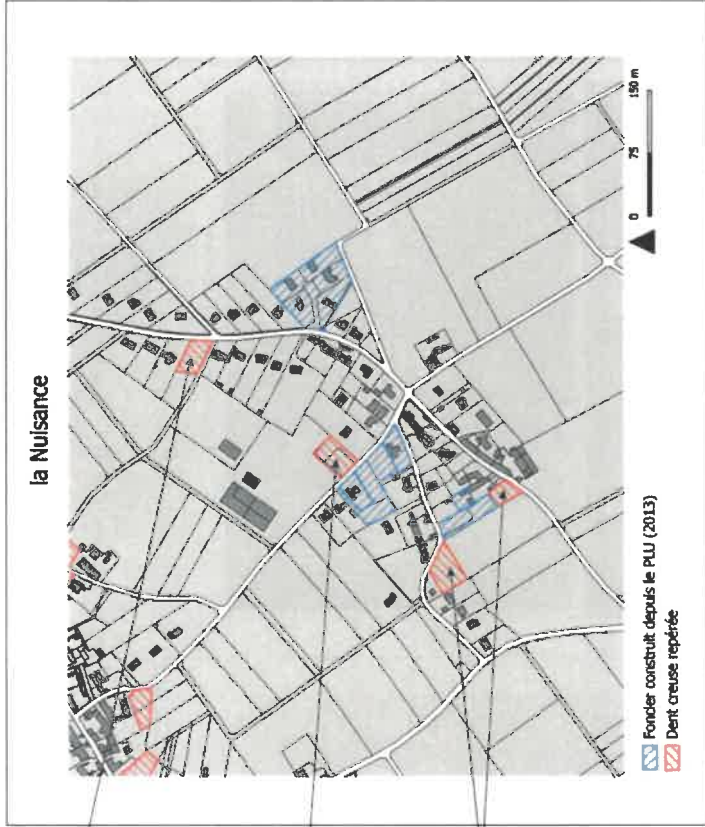 la Nuisance
0 75 150 m
Foncier construit depuis le PLU (2013)
Dent creuse repérée